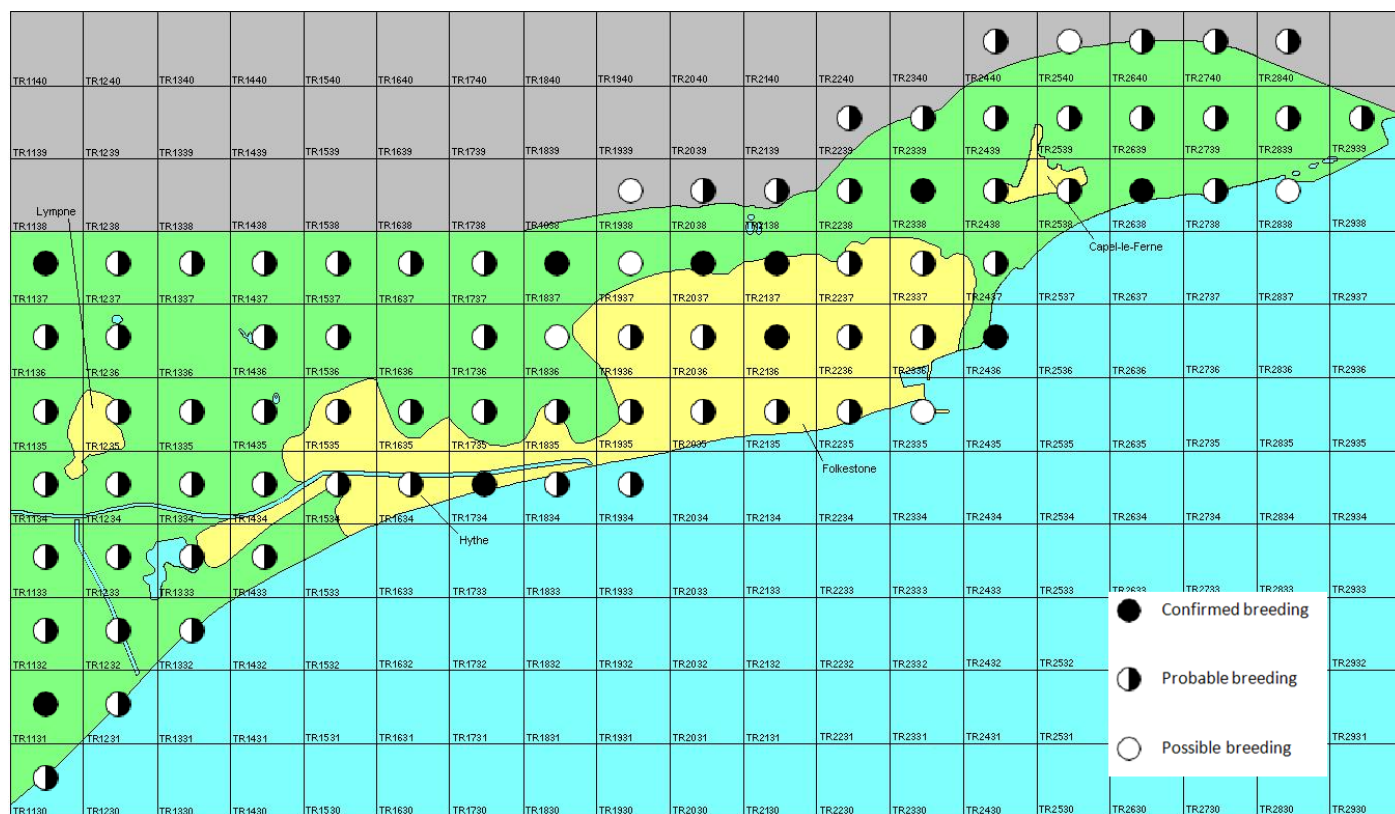 TR1140 TR1240 TR1340 TR1440 TR1540 TR1640 TR1740 TR1840 TR1940 TR2040 TR2140 TR2240 TR2340 TR2440 TR2540 TR2640 TR2740 TR2840
TR1139 TR1239 TR1339 TR1439 TR1539 TR1639 TR1739 TR1839 TR1939 TR2039 TR2139 TR2239 TR2339 TR2439 TR2539 TR2639 TR2739 TR2839 TR2939
Lympne
TR1138 TR1238 TR1338 TR1438 TR1538 TR1638 TR1738 TR1938 TR2038 TR2138 TR2238 TR2338 TR2438 TR2538 TR2638 TR2738 TR2838 TR2938
Capel-le-Ferne
TR1137 TR1237 TR1337 TR1437 TR1537 TR1637 TR1737 TR1837 TR1937 TR2037 TR2137 TR2237 TR2337 TR2437 TR2537 TR2637 TR2737 TR2837 TR2937
TR1136 TR1236 TR1336 TR1436 TR1536 TR1636 TR1736 TR1836 TR1936 TR2036 TR2136 TR2236 TR2336 TR2436 TR2536 TR2636 TR2736 TR2836 TR2936
TR1135 TR1235 TR1335 TR1435 TR1535 TR1635 TR1735 TR1835 TR1935 TR2035 TR2135 TR2235 TR2335 TR2435 TR2535 TR2635 TR2735 TR2835 TR2935
Folkestone
TR1134 TR1234 TR1334 TR1434 TR1534 TR1634 TR1734 TR1834 TR1934 TR2034 TR2134 TR2234 TR2334 TR2434 TR2534 TR2634 TR2734 TR2834 TR2934
Hythe
TR1133 TR1233 TR1333 TR1433 TR1533 TR1633 TR1733 TR1833 TR1933 TR2033 TR2133 TR2233 TR2333 TR2433 TR2533 TR2633 TR2733 TR2833 TR2933
Confirmed breeding
TR1132 TR1232 TR1332 TR1432 TR1532 TR1632 TR1732 TR1832 TR1932 TR2032 TR2132 TR2232 TR2332 TR2432 TR2532 TR2932
Probable breeding
TR1131 TR1231 TR1331 TR1431 TR1531 TR1631 TR1731 TR1831 TR1931 TR2031 TR2131 TR2231 TR2331 TR2431 TR2531 TR2931
Possible breeding
TR1130 TR1230 TR1330 TR1430 TR1530 TR1630 TR1730 TR1830 TR1930 TR2030 TR2130 TR2230 TR2330 TR2430 TR2530 TR2630 TR2730 TR2830 TR2930